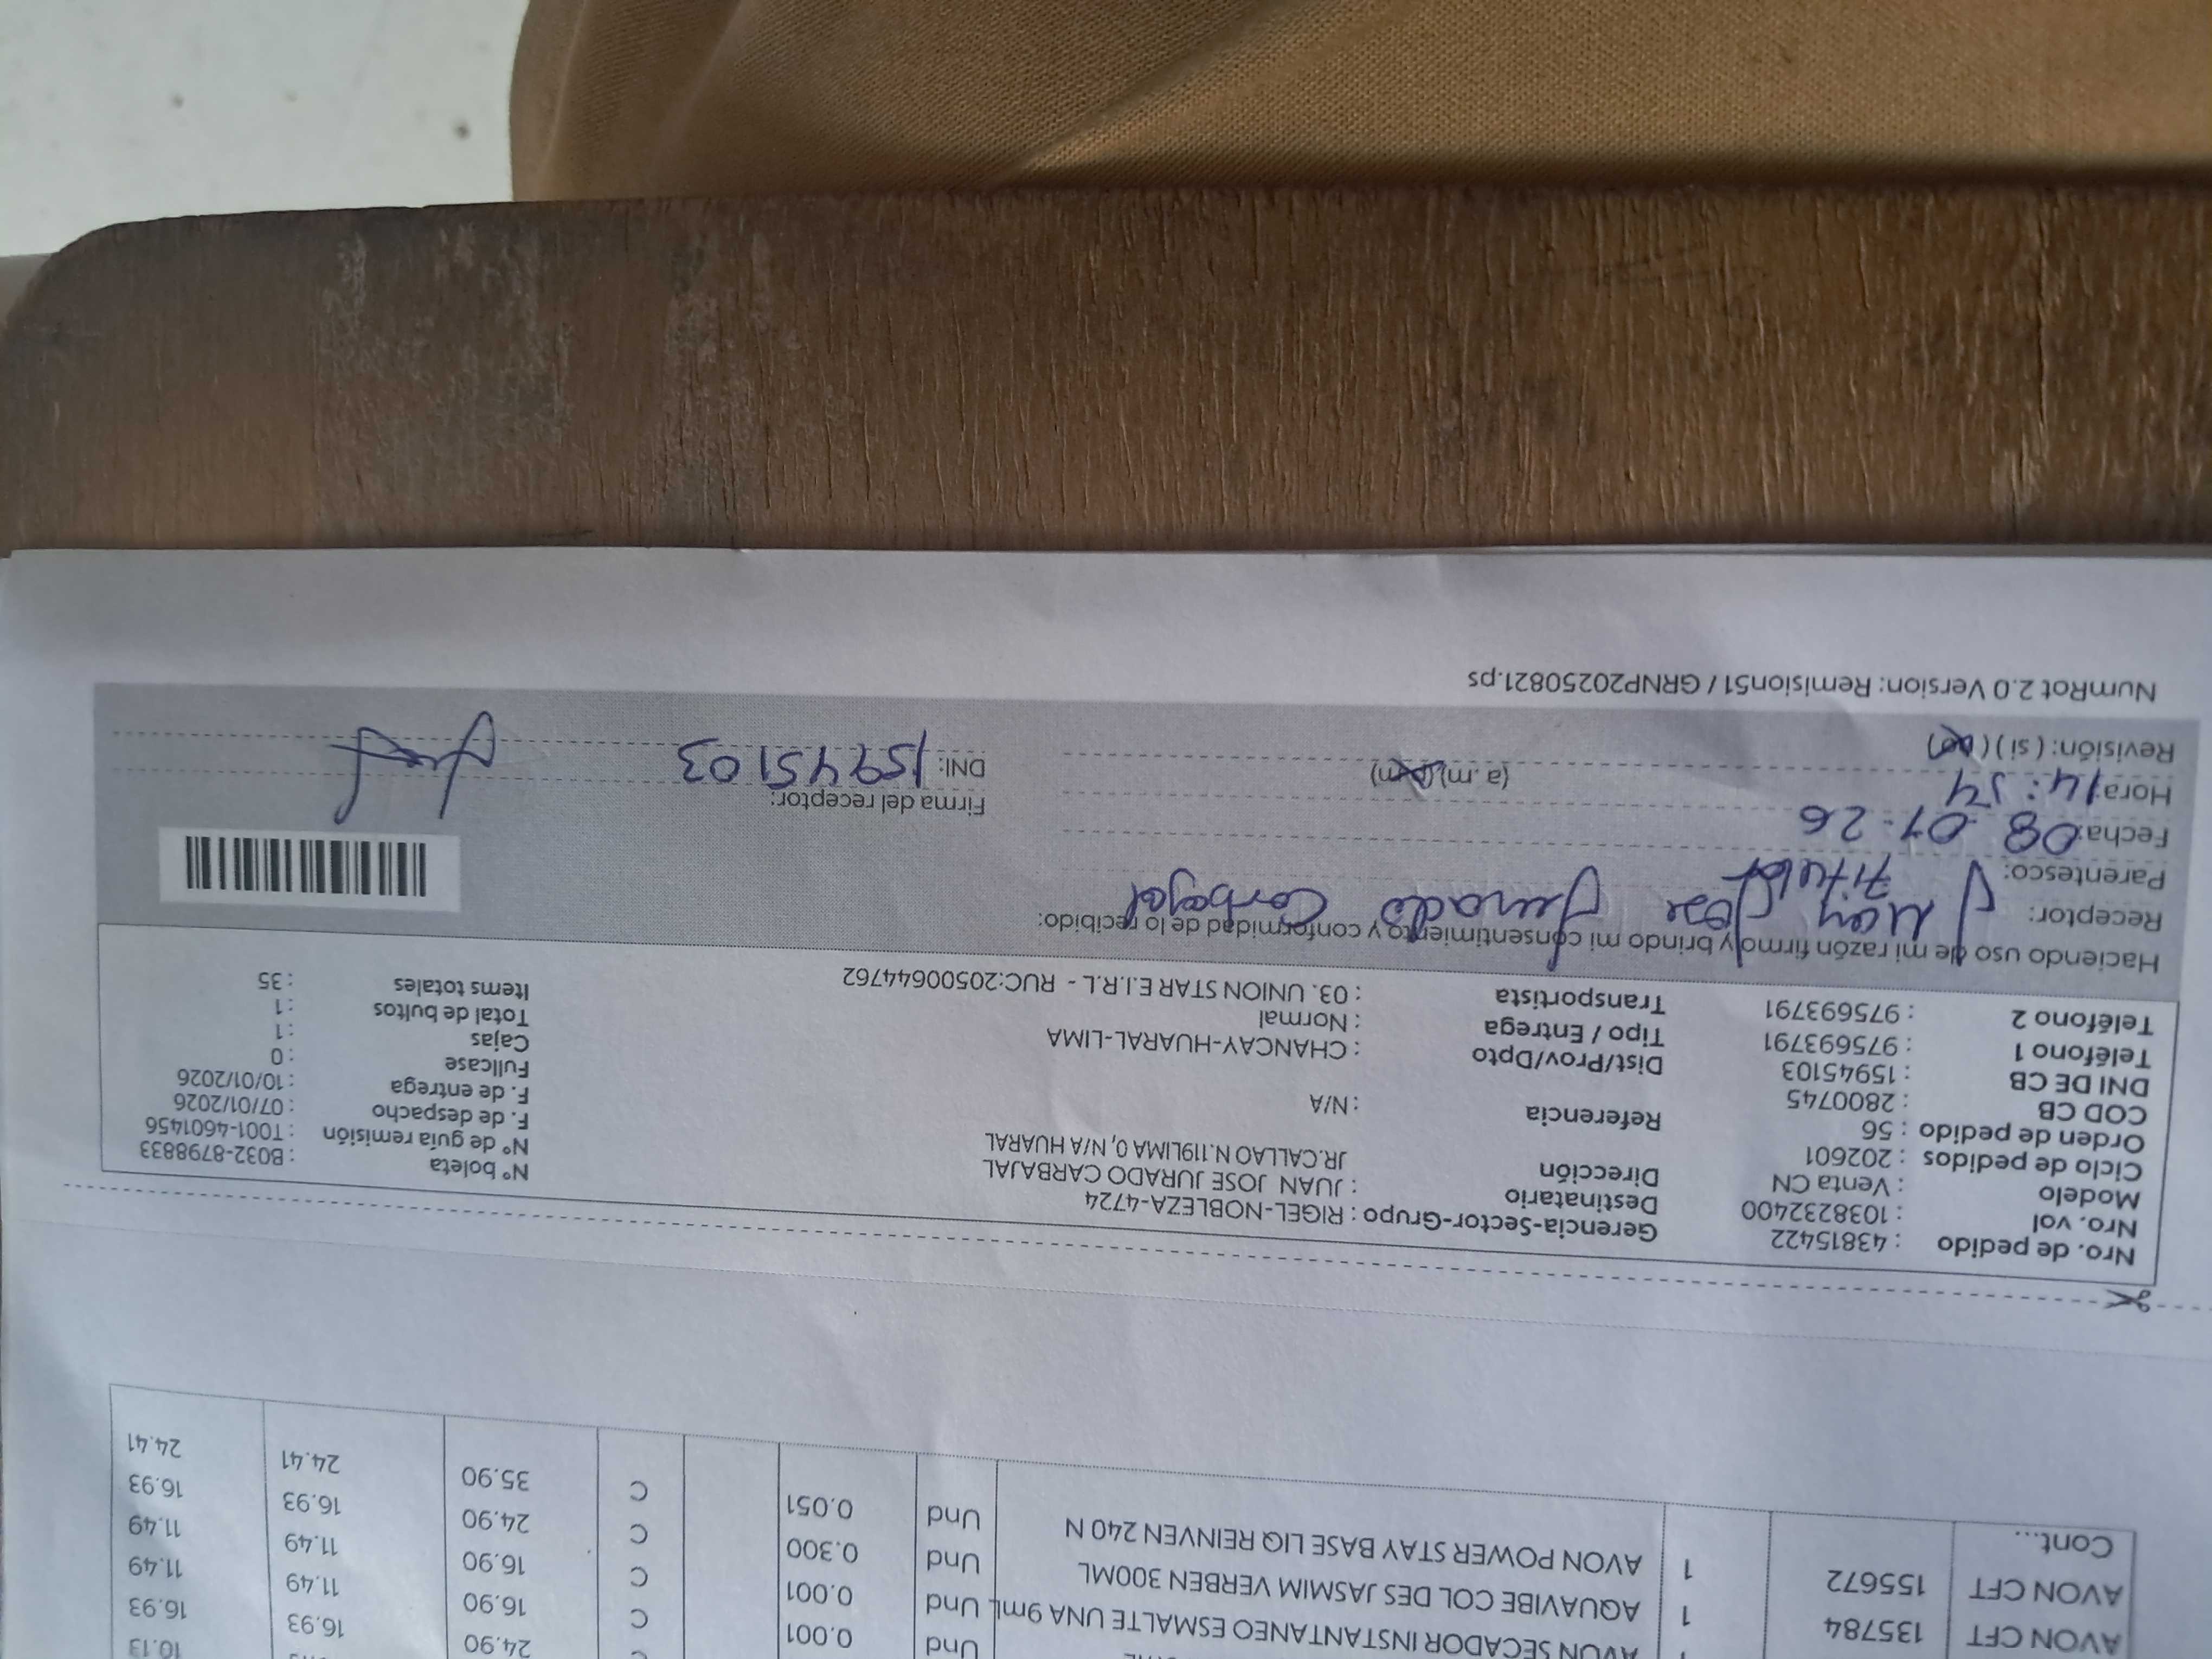 10.13
24.90 16.93 16.93
Und 0.001 C 16.90 11.49 11.49
AVON SECADOR INSTANTANEO ESMALTE UNA 9mL Und 0.001 C 16.90 11.49 11.49
AVON CFT 135784 1 AQUAVIBE COL DES JASMIM VERBEN 300ML Und 0.300 C 24.90 16.93 16.93
AVON CFT 155672 1 AVON POWER STAY BASE LIQ REINVEN 240 N Und 0.051 C 35.90 24.41 24.41
Cont...
Nro. de pedido : 43815422
Nro. vol : 1038232400
Modelo : Venta CN
Ciclo de pedidos : 202601
Orden de pedido : 56
COD CB : 2800745
DNI DE CB : 15945103
Teléfono 1 : 975693791
Teléfono 2 : 975693791
Gerencia-Sector-Grupo : RIGEL-NOBLEZA-4724
Destinatario : JUAN JOSE JURADO CARBAJAL
Dirección JR.CALLAO N.119LIMA 0, N/A HUARAL
Referencia : N/A
Dist/Prov/Dpto : CHANCAY-HUARAL-LIMA
Tipo / Entrega : Normal
Transportista : 03. UNION STAR E.I.R.L - RUC:20500644762
N° boleta : B032-8798833
N° de guía remisión : T001-4601456
F. de despacho : 07/01/2026
F. de entrega : 10/01/2026
Fullcase : 0
Cajas : 1
Total de bultos : 1
Items totales : 35
Haciendo uso de mi razón firmo y brindo mi consentimiento y conformidad de lo recibido:
Receptor: Juan Jose Jurado Carbajal
Parentesco: Titular
Fecha: 08 01-26
Hora: 14:54 (a.m) (p.m)
Revisión: ( si ) ( no)
Firma del receptor:
DNI: 15945103
NumRot 2.0 Version: Remision51 / GRNP20250821.ps